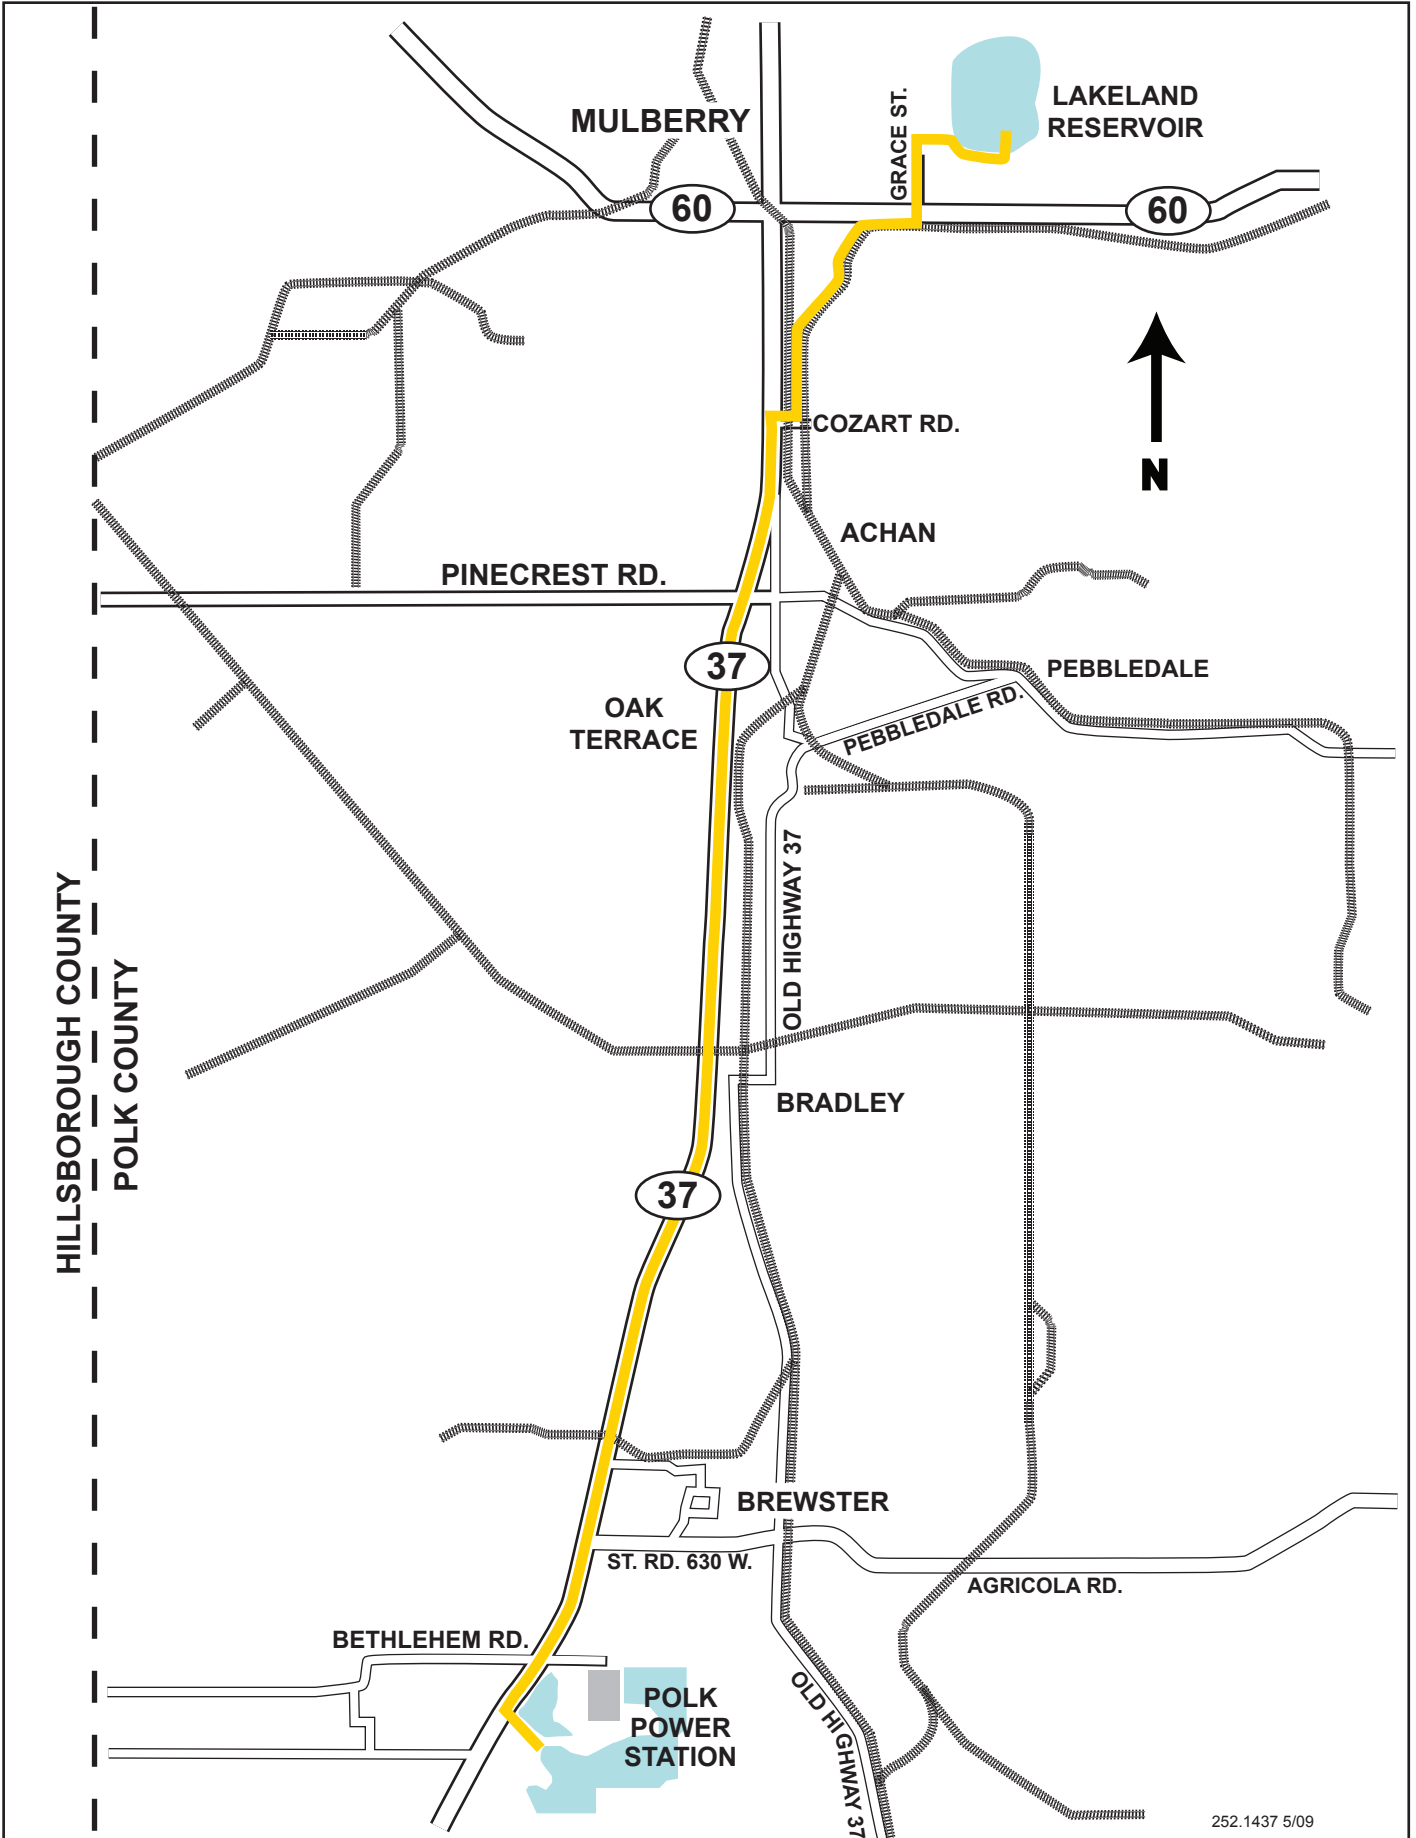 LAKELAND
RESERVOIR
GRACE ST.
MULBERRY
60
60
COZART RD.
N
ACHAN
PINECREST RD.
37
PEBBLEDALE
OAK
TERRACE
PEBBLEDALE RD.
OLD HIGHWAY 37
HILLSBOROUGH COUNTY
POLK COUNTY
BRADLEY
37
BREWSTER
ST. RD. 630 W.
AGRICOLA RD.
BETHLEHEM RD.
POLK
POWER
STATION
OLD HIGHWAY 37
252.1437 5/09